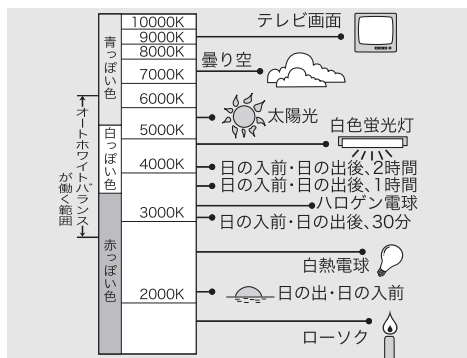 10000K
9000K
8000K
7000K
6000K
5000K
4000K
3000K
2000K
青っぽい色
白っぽい色
赤っぽい色
オートホワイトバランス
が働く範囲
テレビ画面
曇り空
太陽光
白色蛍光灯
日の入前・日の出後、2時間
日の入前・日の出後、1時間
ハロゲン電球
日の入前・日の出後、30分
白熱電球
日の出・日の入前
ローソク